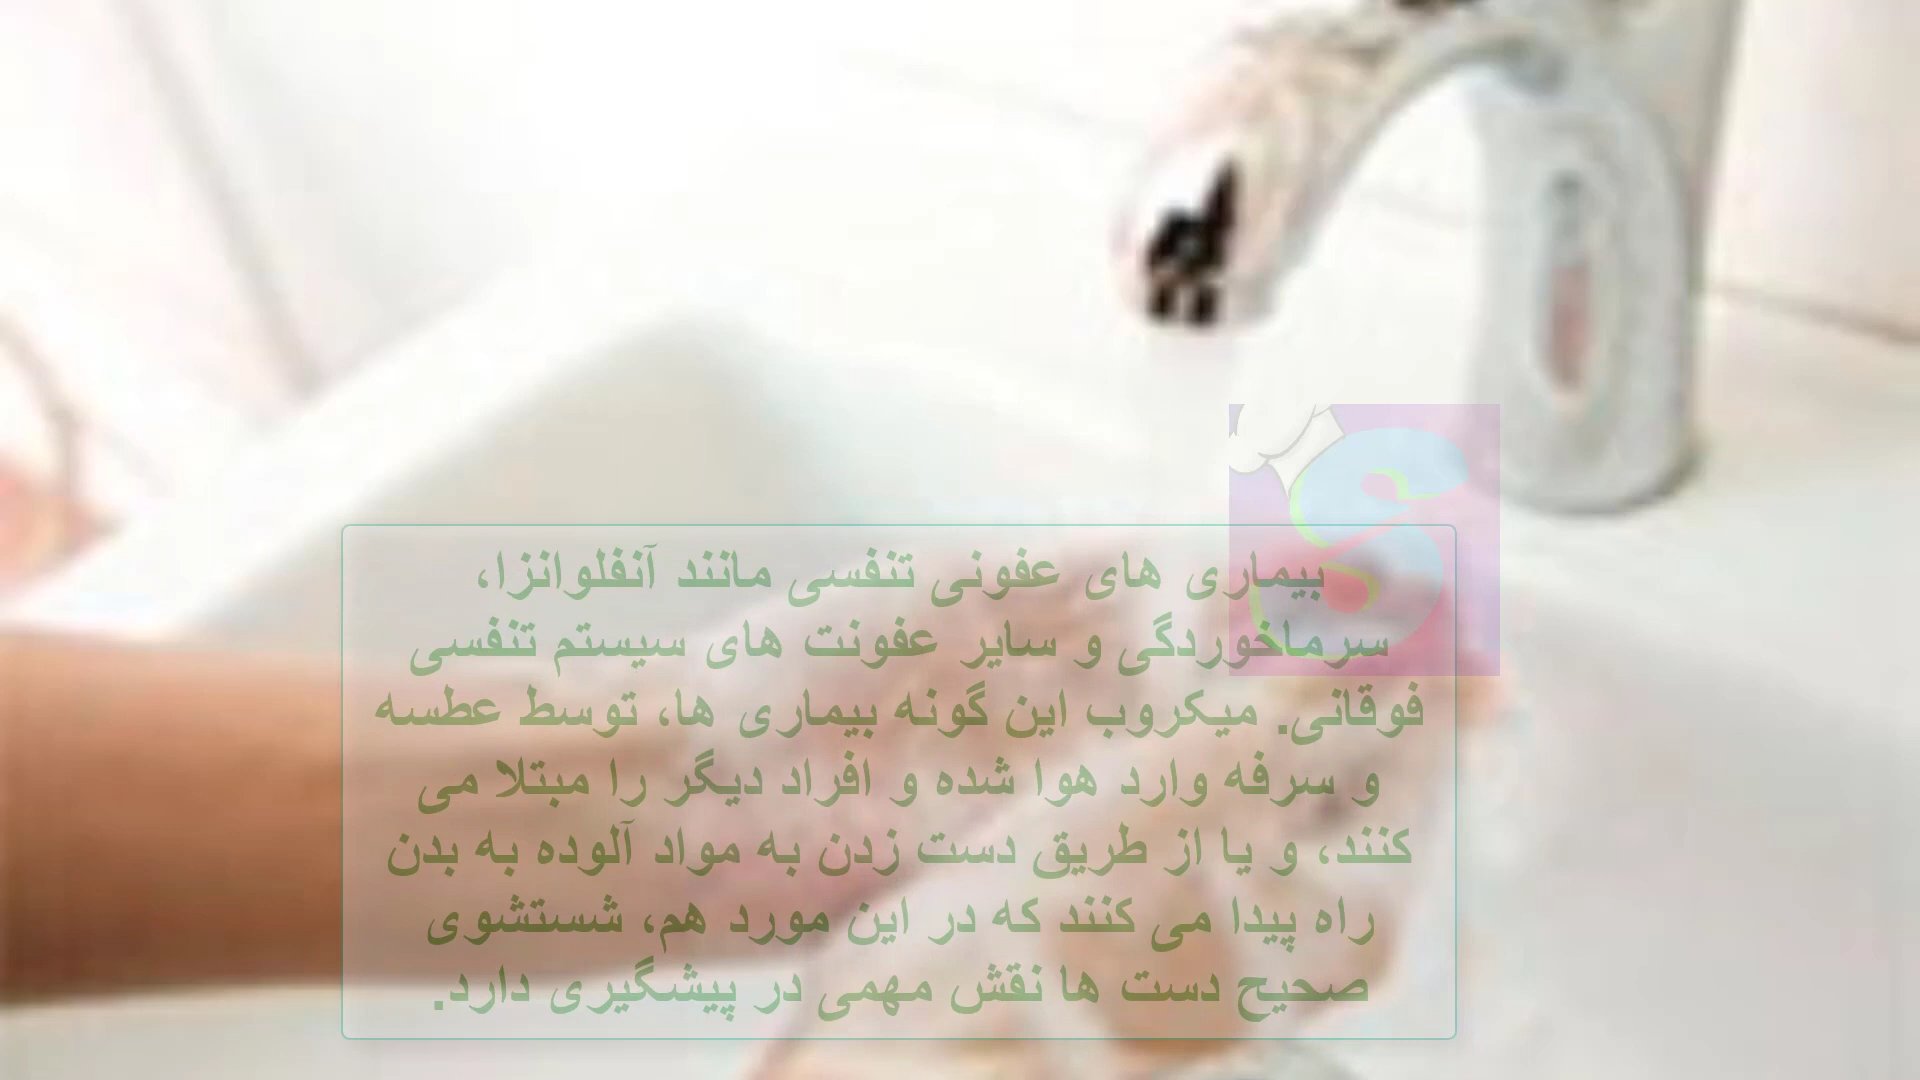 بیماری های عفونی تنفسی مانند آنفلوانزا،
سرماخوردگی و سایر عفونت های سیستم تنفسی
فوقانی. میکروب این گونه بیماری ها، توسط عطسه
و سرفه وارد هوا شده و افراد دیگر را مبتلا می
کنند، و یا از طریق دست زدن به مواد آلوده به بدن
راه پیدا می کنند که در این مورد هم، شستشوی
صحیح دست ها نقش مهمی در پیشگیری دارد.
S